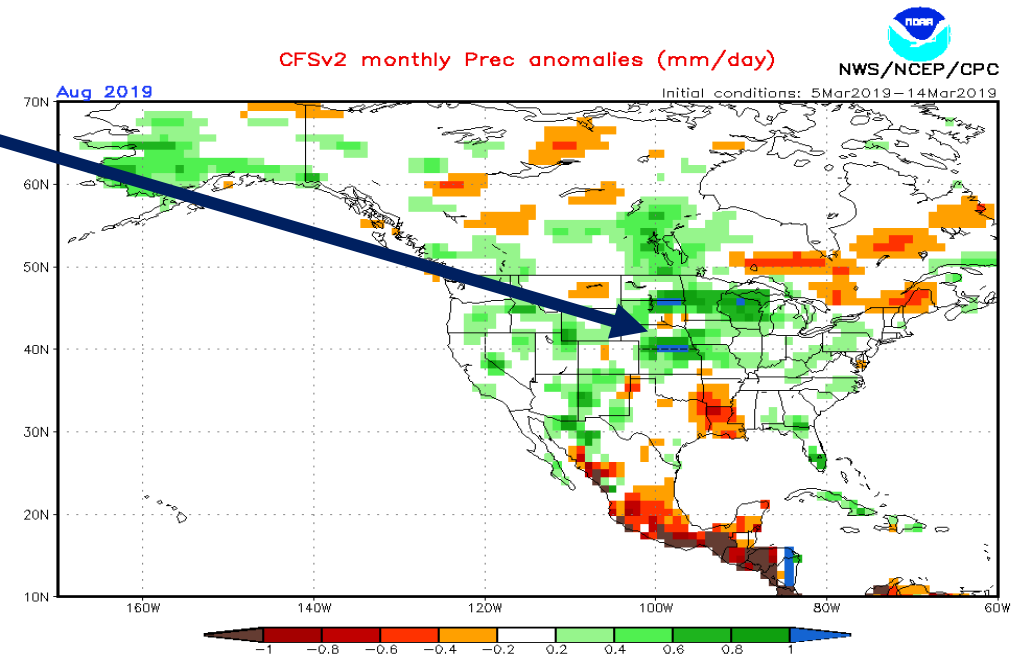 NOAA
CFSv2 monthly Prec anomalies (mm/day)
NWS/NCEP/CPC
Aug 2019
Initial conditions: 5Mar2019-14Mar2019
70N
60N
50N
40N
30N
20N
10N
160W 140W 120W 100W 80W 60W
-1 -0.8 -0.6 -0.4 -0.2 0.2 0.4 0.6 0.8 1